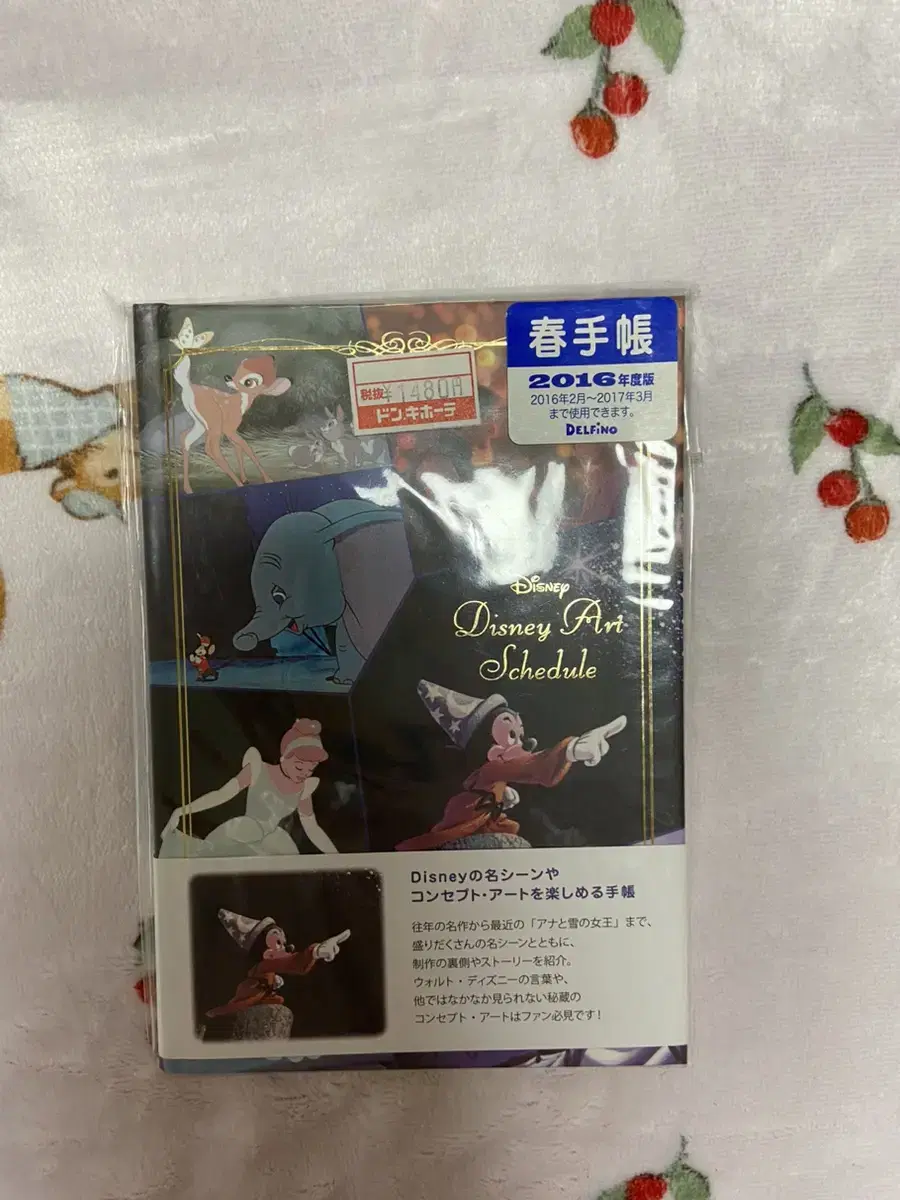 春手帳
2016年度版
2016年2月〜2017年3月
まで使用できます。
DELFINO
税抜¥1480円
ドン.キホーテ
Disney
Disney Art
Schedule
Disneyの名シーンや
コンセプト・アートを楽しめる手帳
往年の名作から最近の「アナと雪の女王」まで、
盛りだくさんの名シーンとともに、
制作の裏側やストーリーを紹介。
ウォルト・ディズニーの言葉や、
他ではなかなか見られない秘蔵の
コンセプト・アートはファン必見です!